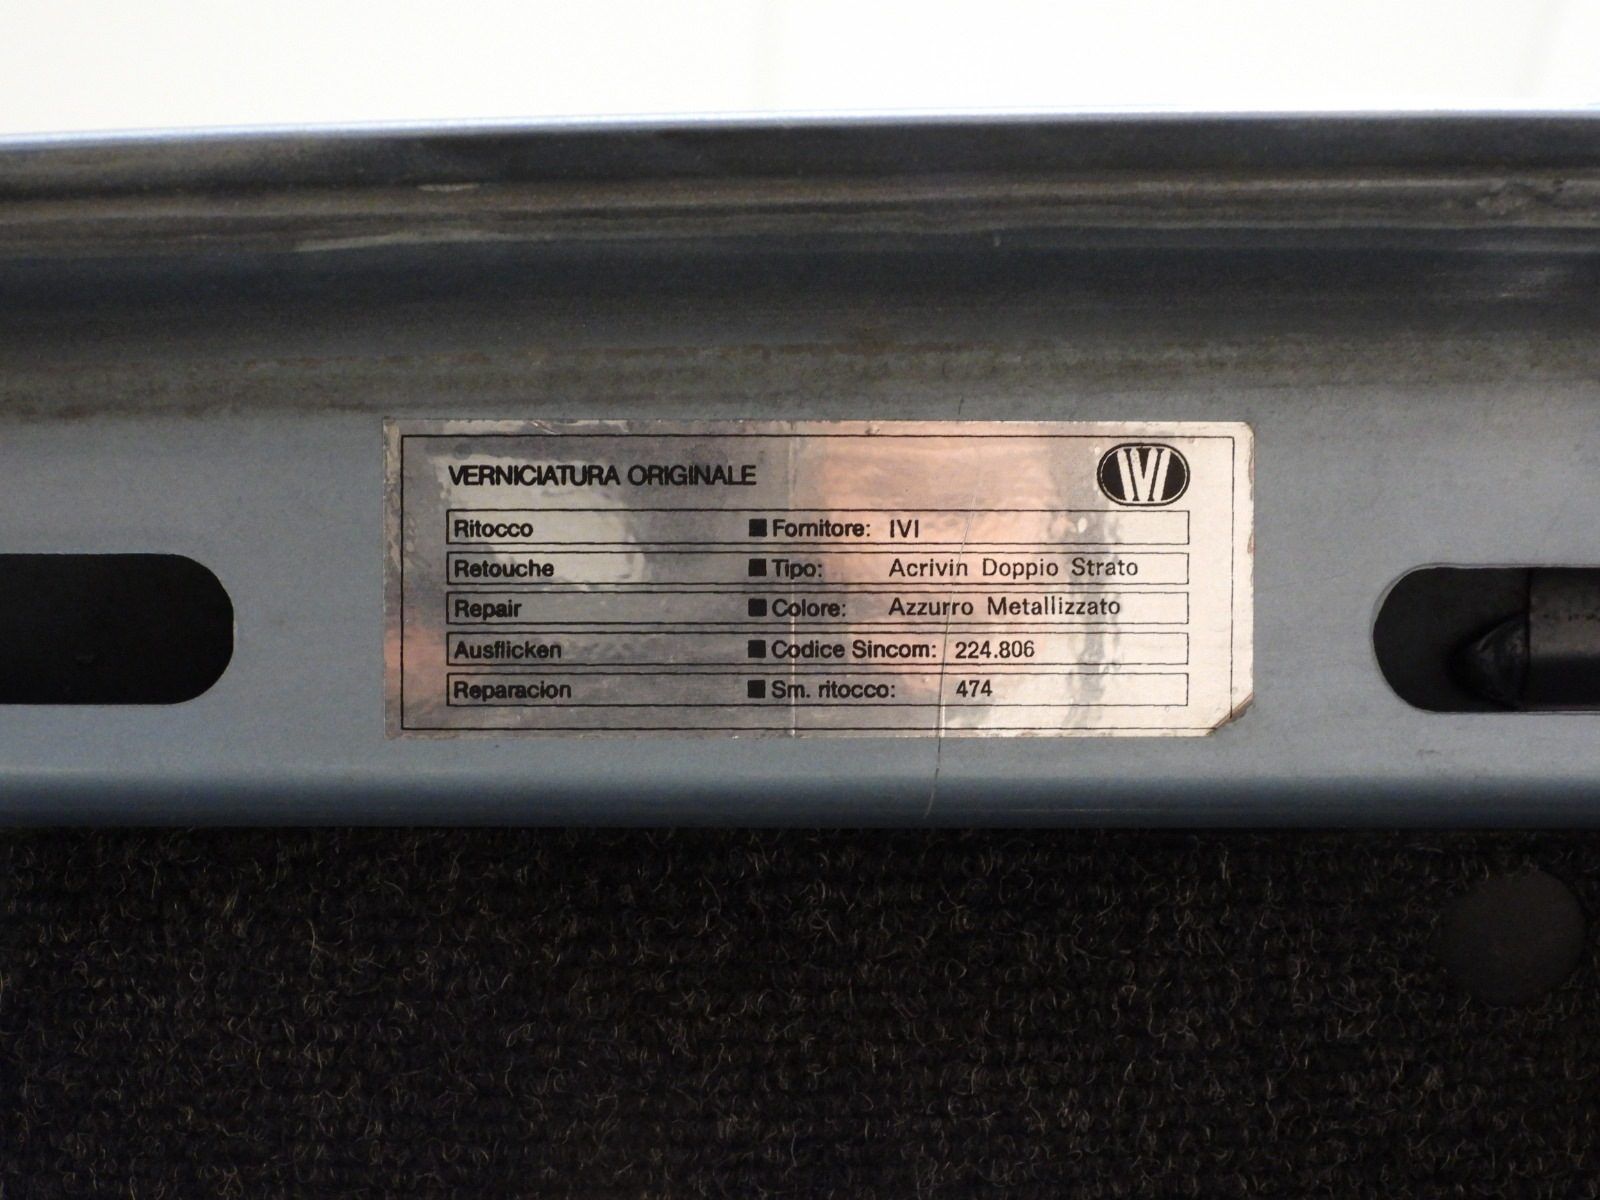 VERNICIATURA ORIGINALE IVI
Ritocco ■ Fornitore: IVI
Retouche ■ Tipo: Acrivin Doppio Strato
Repair ■ Colore: Azzurro Metallizzato
Ausflicken ■ Codice Sincom: 224.806
Reparacion ■ Sm. ritocco: 474